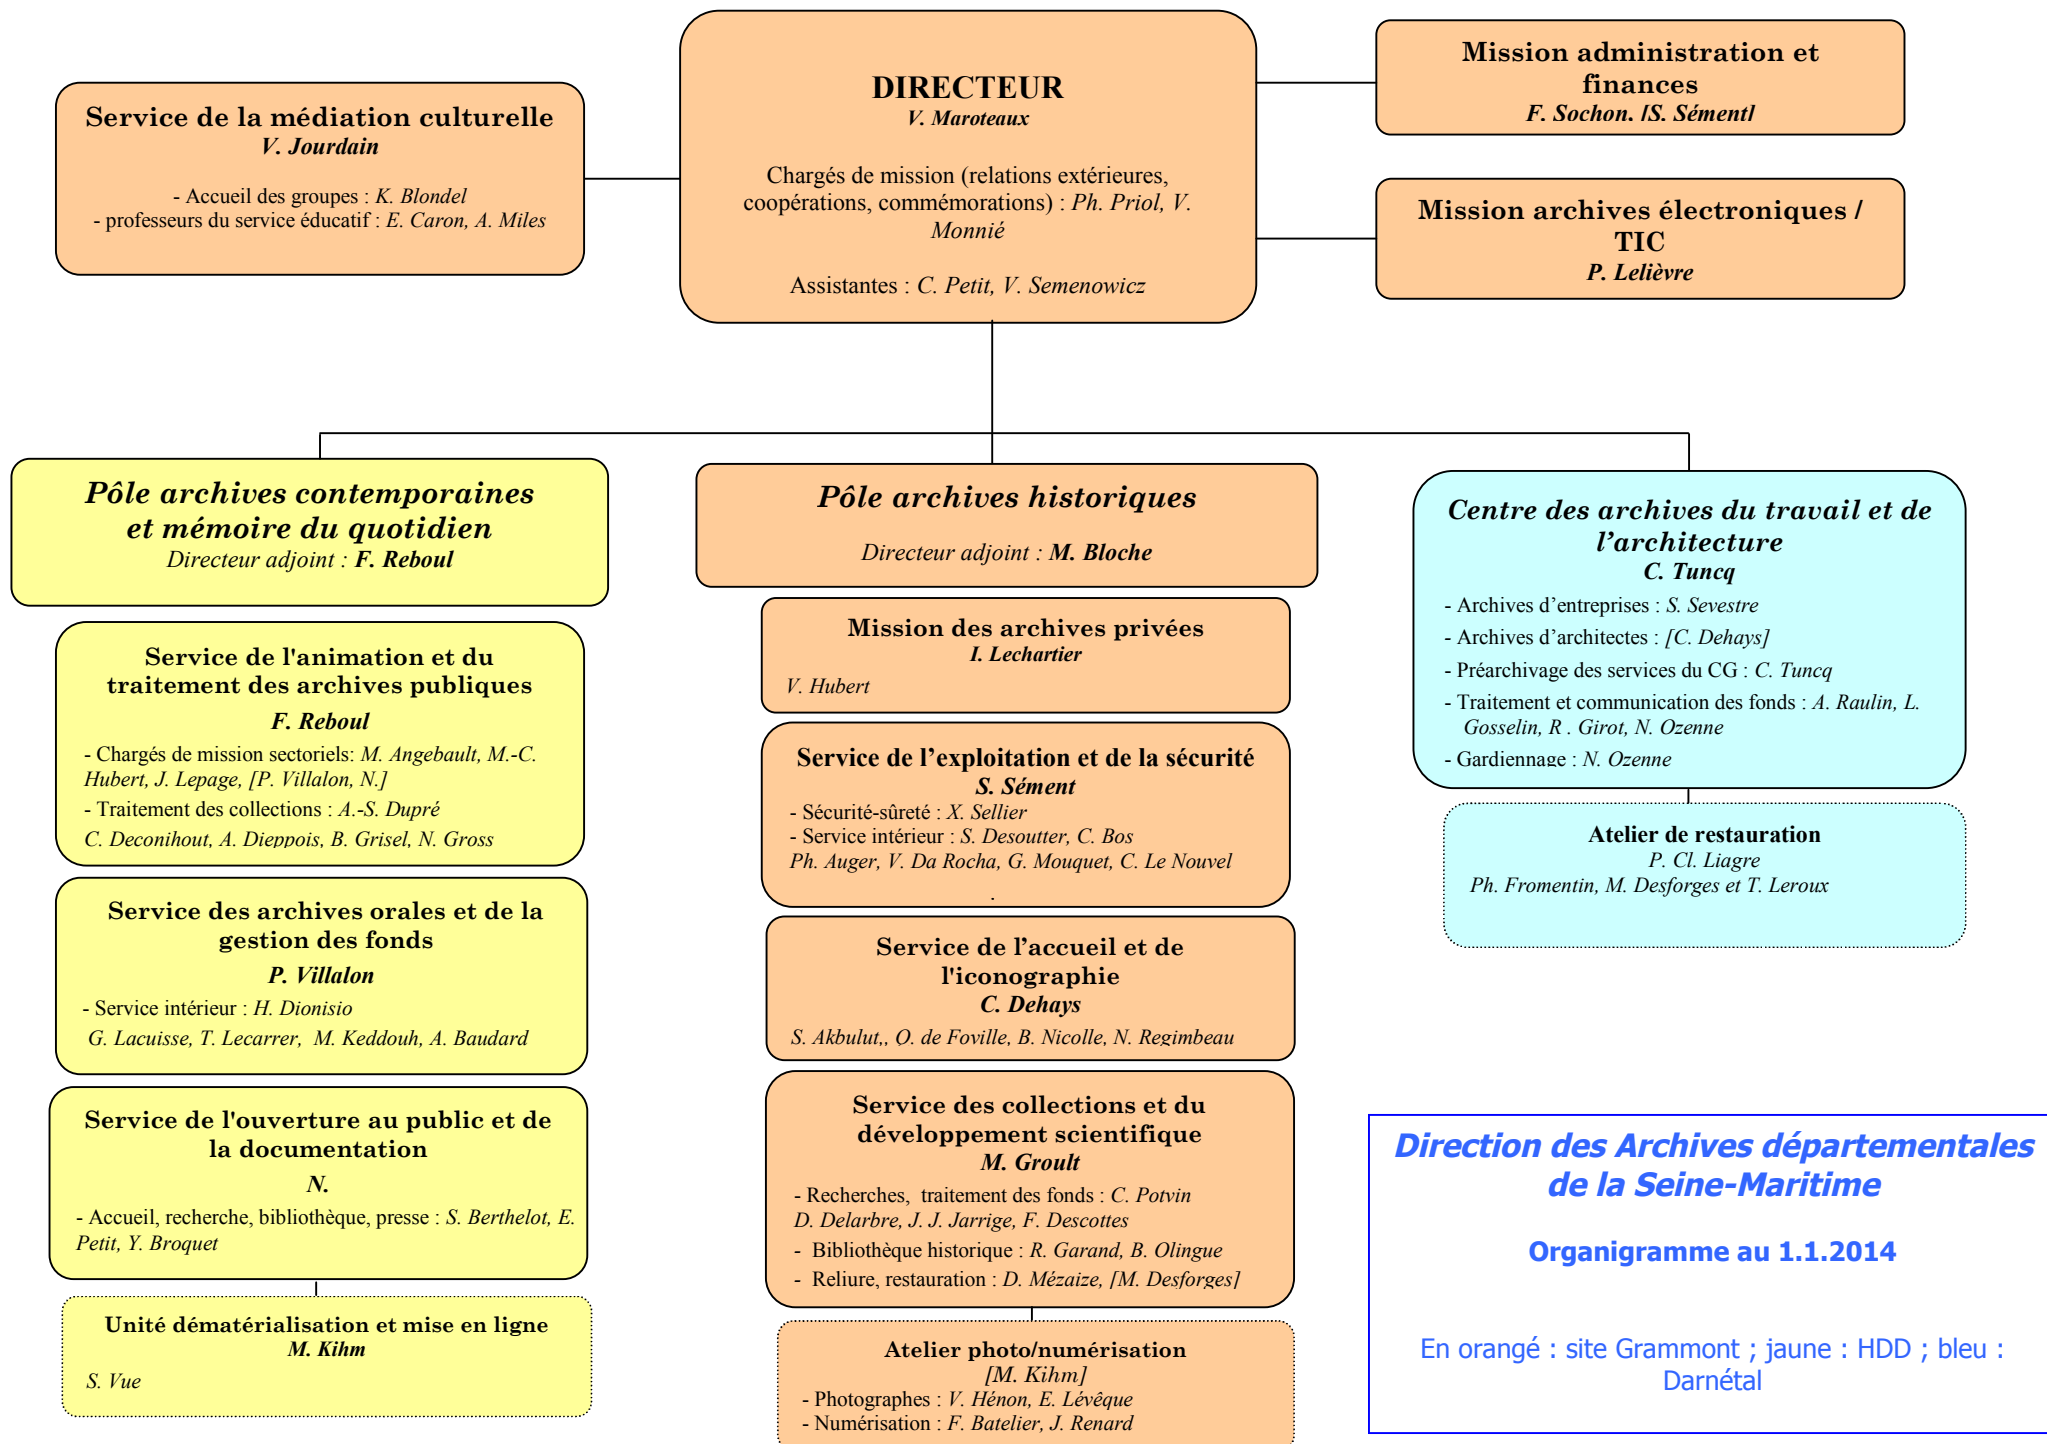 Service de la médiation culturelle
V. Jourdain
- Accueil des groupes : K. Blondel
- professeurs du service éducatif : E. Caron, A. Miles
DIRECTEUR
V. Maroteaux
Chargés de mission (relations extérieures,
coopérations, commémorations) : Ph. Priol, V.
Monnié
Assistantes : C. Petit, V. Semenowicz
Mission administration et
finances
F. Sochon, [S. Sément]
Mission archives électroniques /
TIC
P. Lelièvre
Pôle archives contemporaines
et mémoire du quotidien
Directeur adjoint : F. Reboul
Service de l'animation et du
traitement des archives publiques
F. Reboul
- Chargés de mission sectoriels: M. Angebault, M.-C.
Hubert, J. Lepage, [P. Villalon, N.]
- Traitement des collections : A.-S. Dupré
C. Deconihout, A. Dieppois, B. Grisel, N. Gross
Service des archives orales et de la
gestion des fonds
P. Villalon
- Service intérieur : H. Dionisio
G. Lacuisse, T. Lecarrer, M. Keddouh, A. Baudard
Service de l'ouverture au public et de
la documentation
N.
- Accueil, recherche, bibliothèque, presse : S. Berthelot, E.
Petit, Y. Broquet
Unité dématérialisation et mise en ligne
M. Kihm
S. Vue
Pôle archives historiques
Directeur adjoint : M. Bloche
Mission des archives privées
I. Lechartier
V. Hubert
Service de l’exploitation et de la sécurité
S. Sément
- Sécurité-sûreté : X. Sellier
- Service intérieur : S. Desoutter, C. Bos
Ph. Auger, V. Da Rocha, G. Mouquet, C. Le Nouvel
.
Service de l’accueil et de
l'iconographie
C. Dehays
S. Akbulut,, O. de Foville, B. Nicolle, N. Regimbeau
Service des collections et du
développement scientifique
M. Groult
- Recherches, traitement des fonds : C. Potvin
D. Delarbre, J. J. Jarrige, F. Descottes
- Bibliothèque historique : R. Garand, B. Olingue
- Reliure, restauration : D. Mézaize, [M. Desforges]
Atelier photo/numérisation
[M. Kihm]
- Photographes : V. Hénon, E. Lévêque
- Numérisation : F. Batelier, J. Renard
Centre des archives du travail et de
l’architecture
C. Tuncq
- Archives d’entreprises : S. Sevestre
- Archives d’architectes : [C. Dehays]
- Préarchivage des services du CG : C. Tuncq
- Traitement et communication des fonds : A. Raulin, L.
Gosselin, R . Girot, N. Ozenne
- Gardiennage : N. Ozenne
Atelier de restauration
P. Cl. Liagre
Ph. Fromentin, M. Desforges et T. Leroux
Direction des Archives départementales
de la Seine-Maritime
Organigramme au 1.1.2014
En orangé : site Grammont ; jaune : HDD ; bleu :
Darnétal